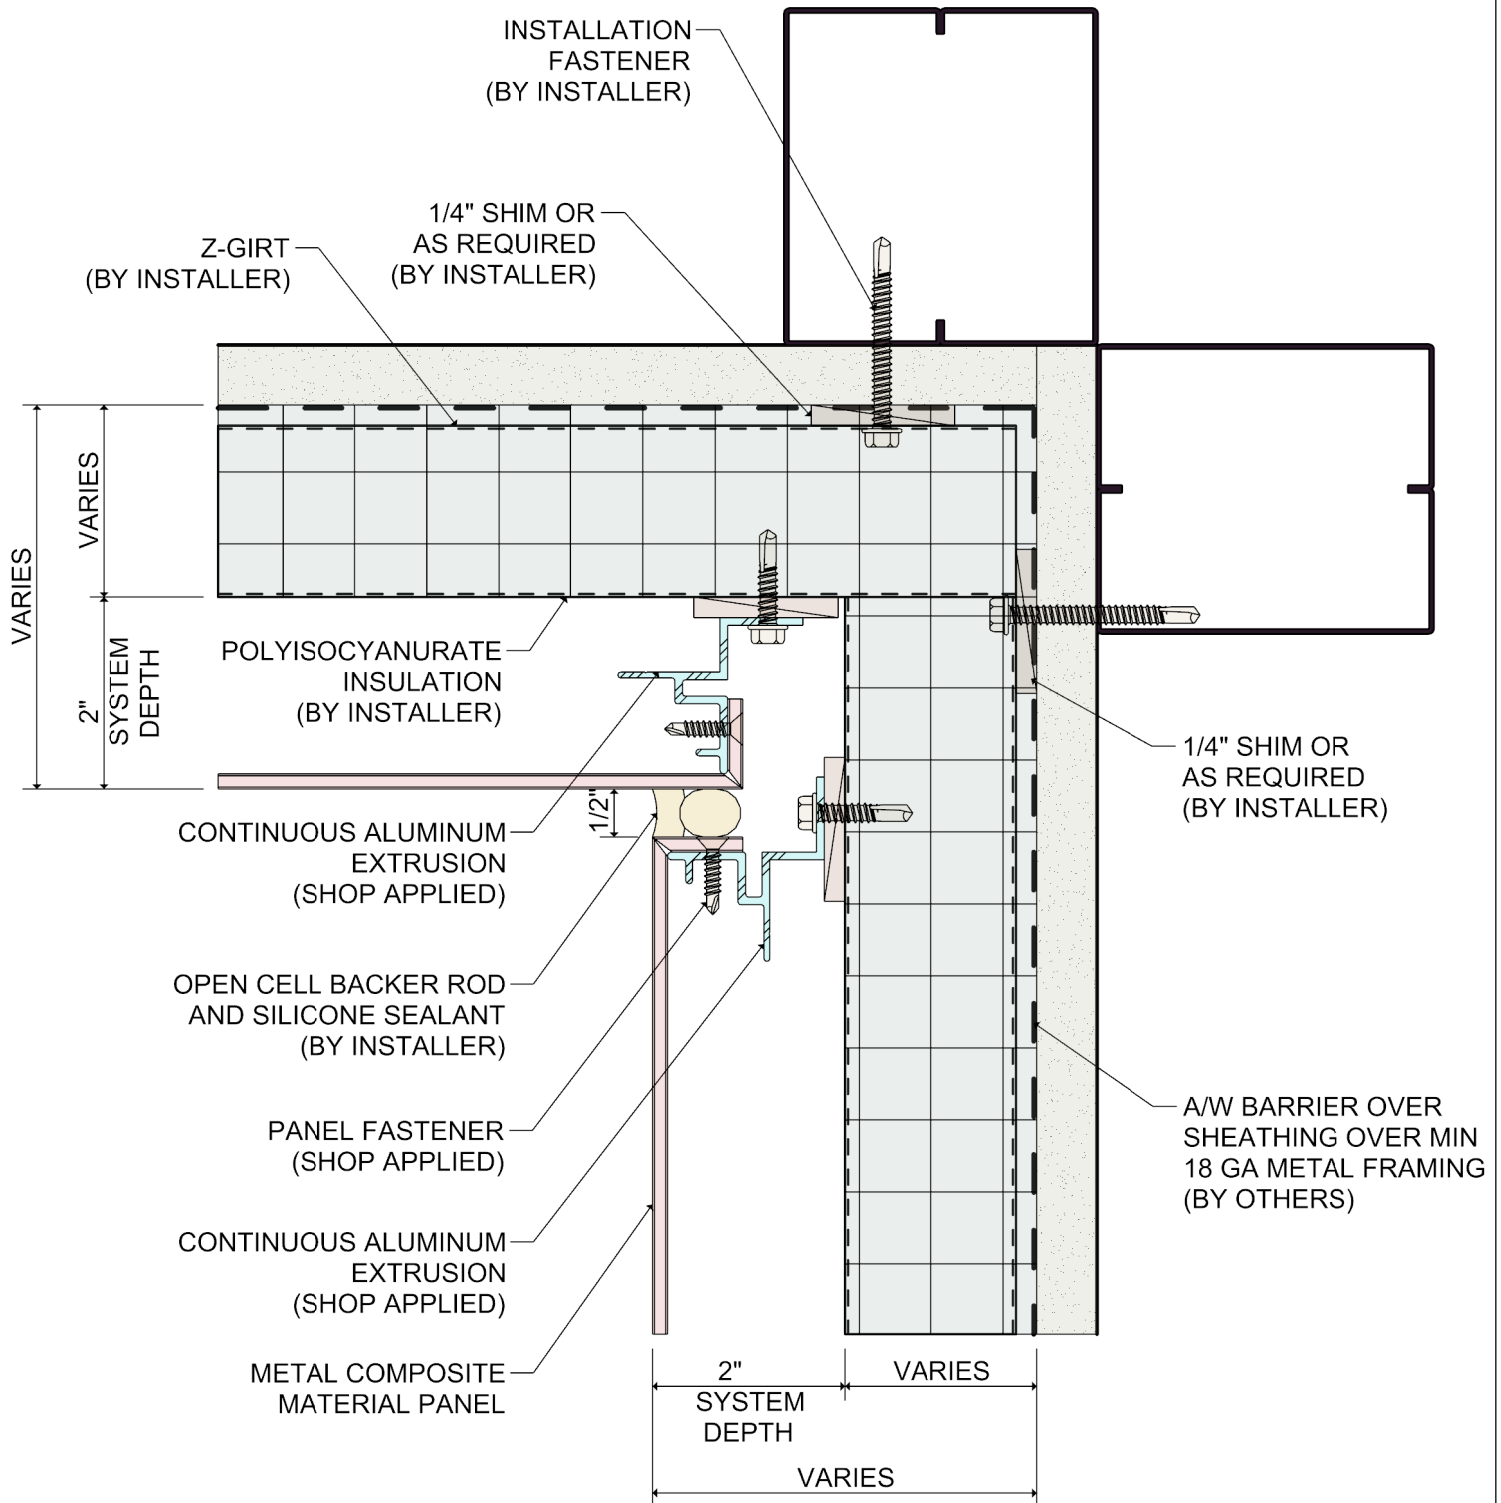 INSTALLATION
FASTENER
(BY INSTALLER)
1/4" SHIM OR
AS REQUIRED
(BY INSTALLER)
Z-GIRT
(BY INSTALLER)
VARIES
VARIES
2"
SYSTEM
DEPTH
POLYISOCYANURATE
INSULATION
(BY INSTALLER)
1/2"
CONTINUOUS ALUMINUM
EXTRUSION
(SHOP APPLIED)
OPEN CELL BACKER ROD
AND SILICONE SEALANT
(BY INSTALLER)
PANEL FASTENER
(SHOP APPLIED)
CONTINUOUS ALUMINUM
EXTRUSION
(SHOP APPLIED)
METAL COMPOSITE
MATERIAL PANEL
1/4" SHIM OR
AS REQUIRED
(BY INSTALLER)
A/W BARRIER OVER
SHEATHING OVER MIN
18 GA METAL FRAMING
(BY OTHERS)
2"
SYSTEM
DEPTH
VARIES
VARIES